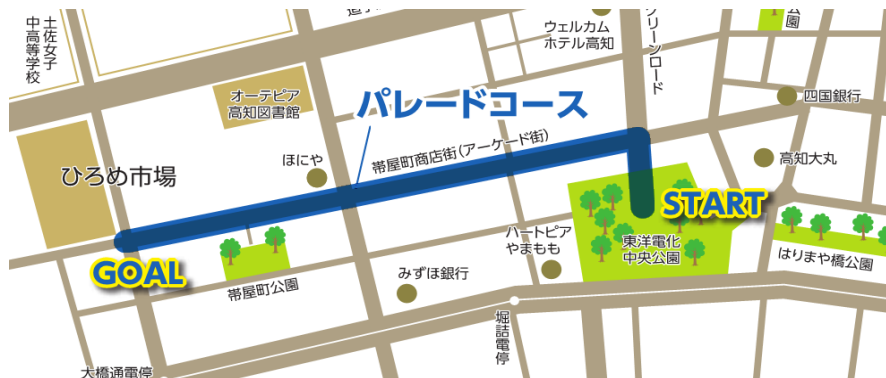 土佐女子
中高等学校
ウェルカム
ホテル高知
グリーンロード
公園
四国銀行
オーテピア
高知図書館
パレードコース
帯屋町商店街(アーケード街)
ほにや
高知大丸
ひろめ市場
START
GOAL
東洋電化
中央公園
はりまや橋公園
ハートピア
やまもも
みずほ銀行
帯屋町公園
堀詰電停
大橋通電停